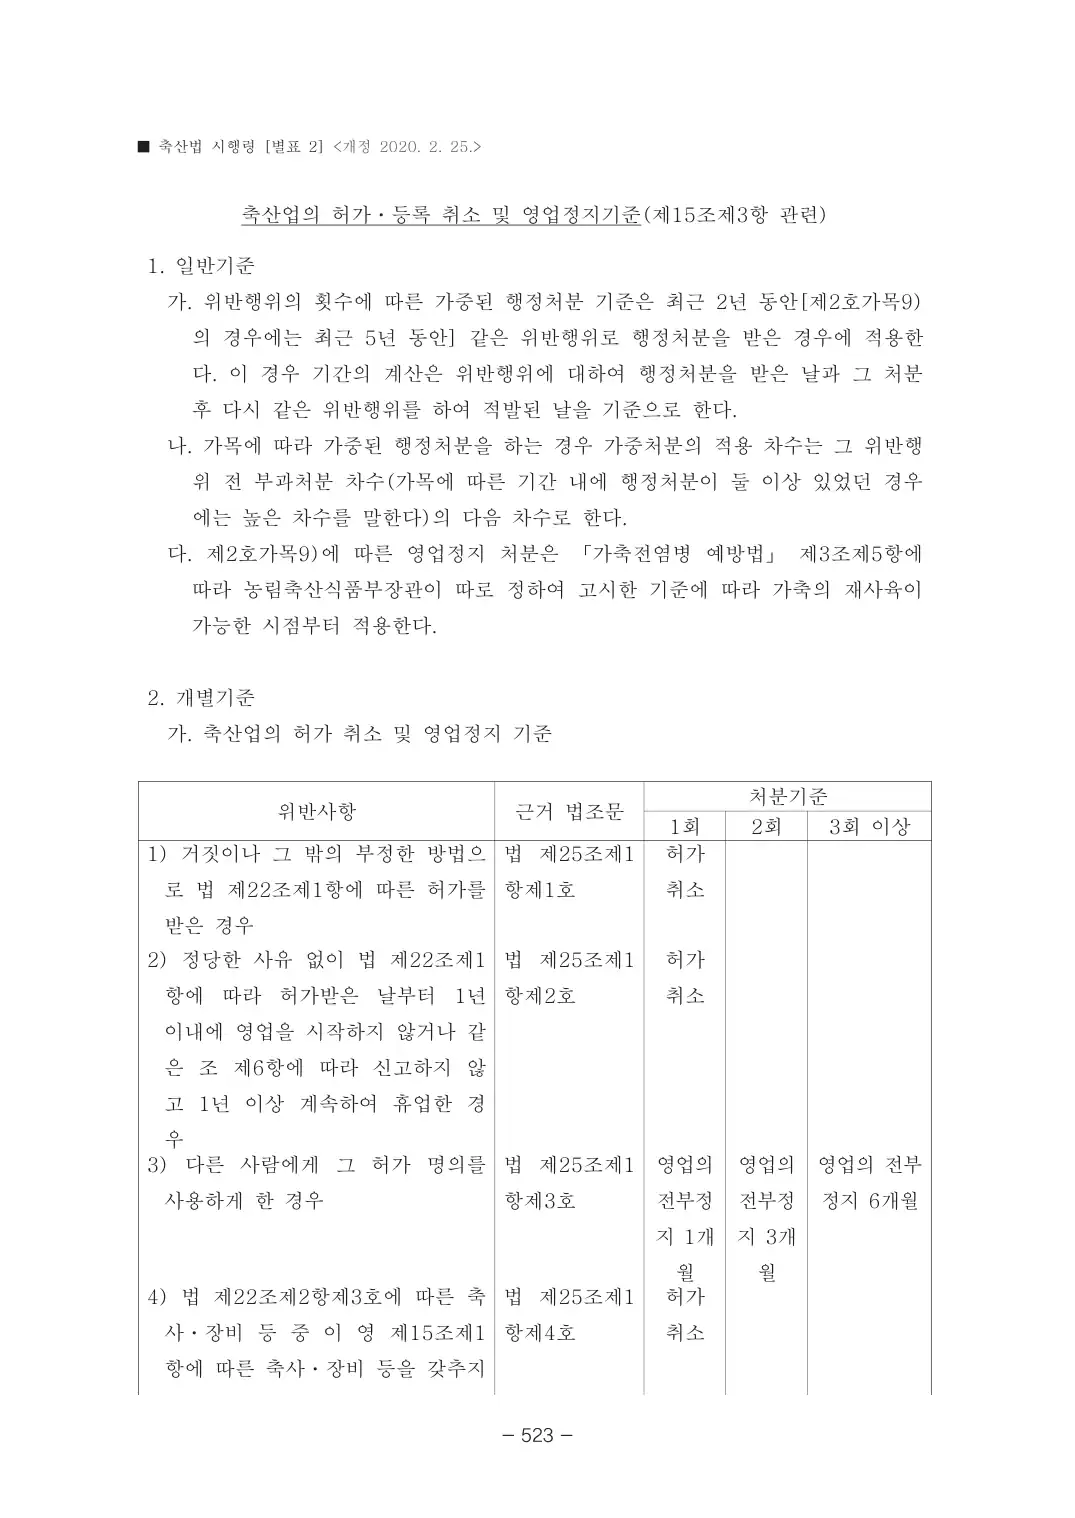 ■ 축산법 시행령 [별표 2] <개정 2020. 2. 25.>
축산업의 허가·등록 취소 및 영업정지기준(제15조제3항 관련)
1. 일반기준
가. 위반행위의 횟수에 따른 가중된 행정처분 기준은 최근 2년 동안[제2호가목9)
의 경우에는 최근 5년 동안] 같은 위반행위로 행정처분을 받은 경우에 적용한
다. 이 경우 기간의 계산은 위반행위에 대하여 행정처분을 받은 날과 그 처분
후 다시 같은 위반행위를 하여 적발된 날을 기준으로 한다.
나. 가목에 따라 가중된 행정처분을 하는 경우 가중처분의 적용 차수는 그 위반행
위 전 부과처분 차수(가목에 따른 기간 내에 행정처분이 둘 이상 있었던 경우
에는 높은 차수를 말한다)의 다음 차수로 한다.
다. 제2호가목9)에 따른 영업정지 처분은 「가축전염병 예방법」 제3조제5항에
따라 농림축산식품부장관이 따로 정하여 고시한 기준에 따라 가축의 재사육이
가능한 시점부터 적용한다.
2. 개별기준
가. 축산업의 허가 취소 및 영업정지 기준
위반사항 근거 법조문 처분기준
1회 2회 3회 이상
1) 거짓이나 그 밖의 부정한 방법으 법 제25조제1 허가
로 법 제22조제1항에 따른 허가를 항제1호 취소
받은 경우
2) 정당한 사유 없이 법 제22조제1 법 제25조제1 허가
항에 따라 허가받은 날부터 1년 항제2호 취소
이내에 영업을 시작하지 않거나 같
은 조 제6항에 따라 신고하지 않
고 1년 이상 계속하여 휴업한 경
우
3) 다른 사람에게 그 허가 명의를 법 제25조제1 영업의 영업의 영업의 전부
사용하게 한 경우 항제3호 전부정 전부정 정지 6개월
지 1개 지 3개
월 월
4) 법 제22조제2항제3호에 따른 축 법 제25조제1 허가
사·장비 등 중 이 영 제15조제1 항제4호 취소
항에 따른 축사·장비 등을 갖추지
- 523 -